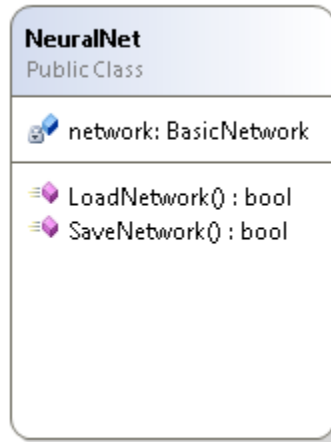 NeuralNet
Public Class
network: BasicNetwork
LoadNetwork() : bool
SaveNetwork() : bool